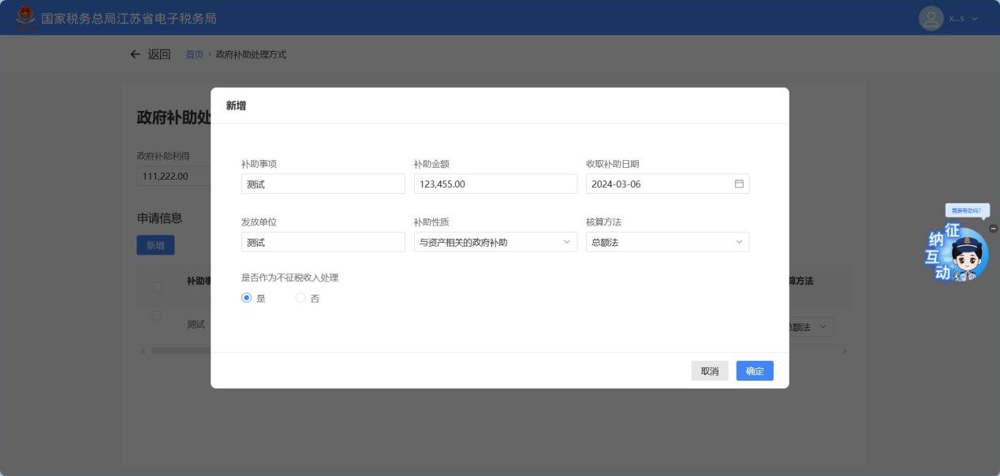 国家税务总局江苏省电子税务局
X...s
返回 首页 > 政府补助处理方式
新增
政府补助处
政府补助利得
111,222.00
补助事项 补助金额 收取补助日期
测试 123,455.00 2024-03-06
申请信息
发放单位 补助性质 核算方法
测试 与资产相关的政府补助 总额法
新增
需要帮助吗?
征纳互动
是否作为不征税收入处理
补助事
算方法
是 否
测试
总额法
取消 确定